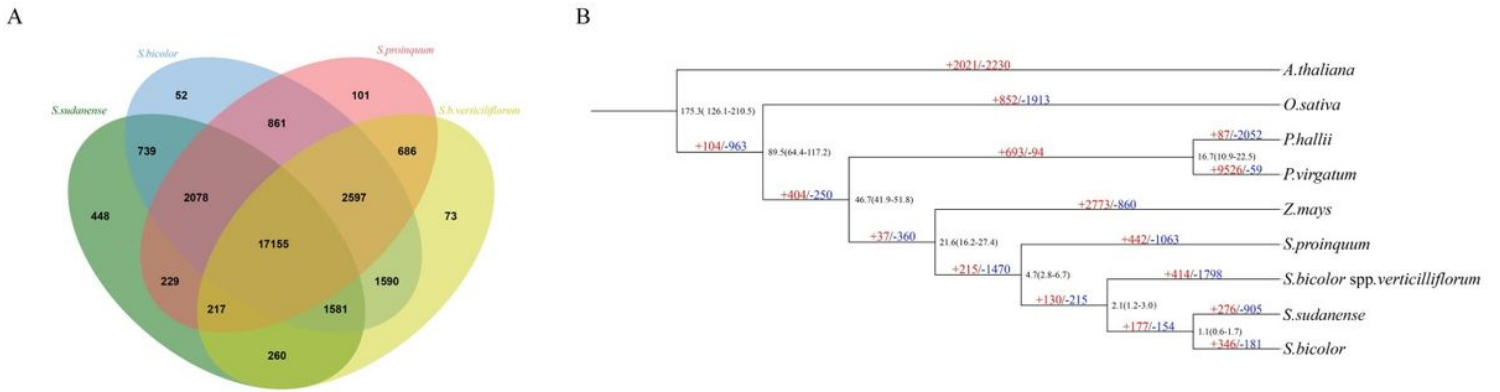 A
B
S.bicolor
S.proinquum
S.sudanense
S.b.verticiliflorum
52
101
861
739
686
2078
2597
448
73
17155
229
1590
217
1581
260
+2021/-2230
A.thaliana
+852/-1913
O.sativa
175.3( 126.1-210.5)
+87/-2052
P.hallii
+104/-963
89.5(64.4-117.2)
+693/-94
16.7(10.9-22.5)
+9526/-59
P.virgatum
+404/-250
46.7(41.9-51.8)
+2773/-860
Z.mays
+37/-360
21.6(16.2-27.4)
+442/-1063
S.proinquum
+215/-1470
4.7(2.8-6.7)
+414/-1798
S.bicolor spp.verticilliflorum
+130/-215
2.1(1.2-3.0)
+276/-905
S.sudanense
+177/-154
1.1(0.6-1.7)
+346/-181
S.bicolor